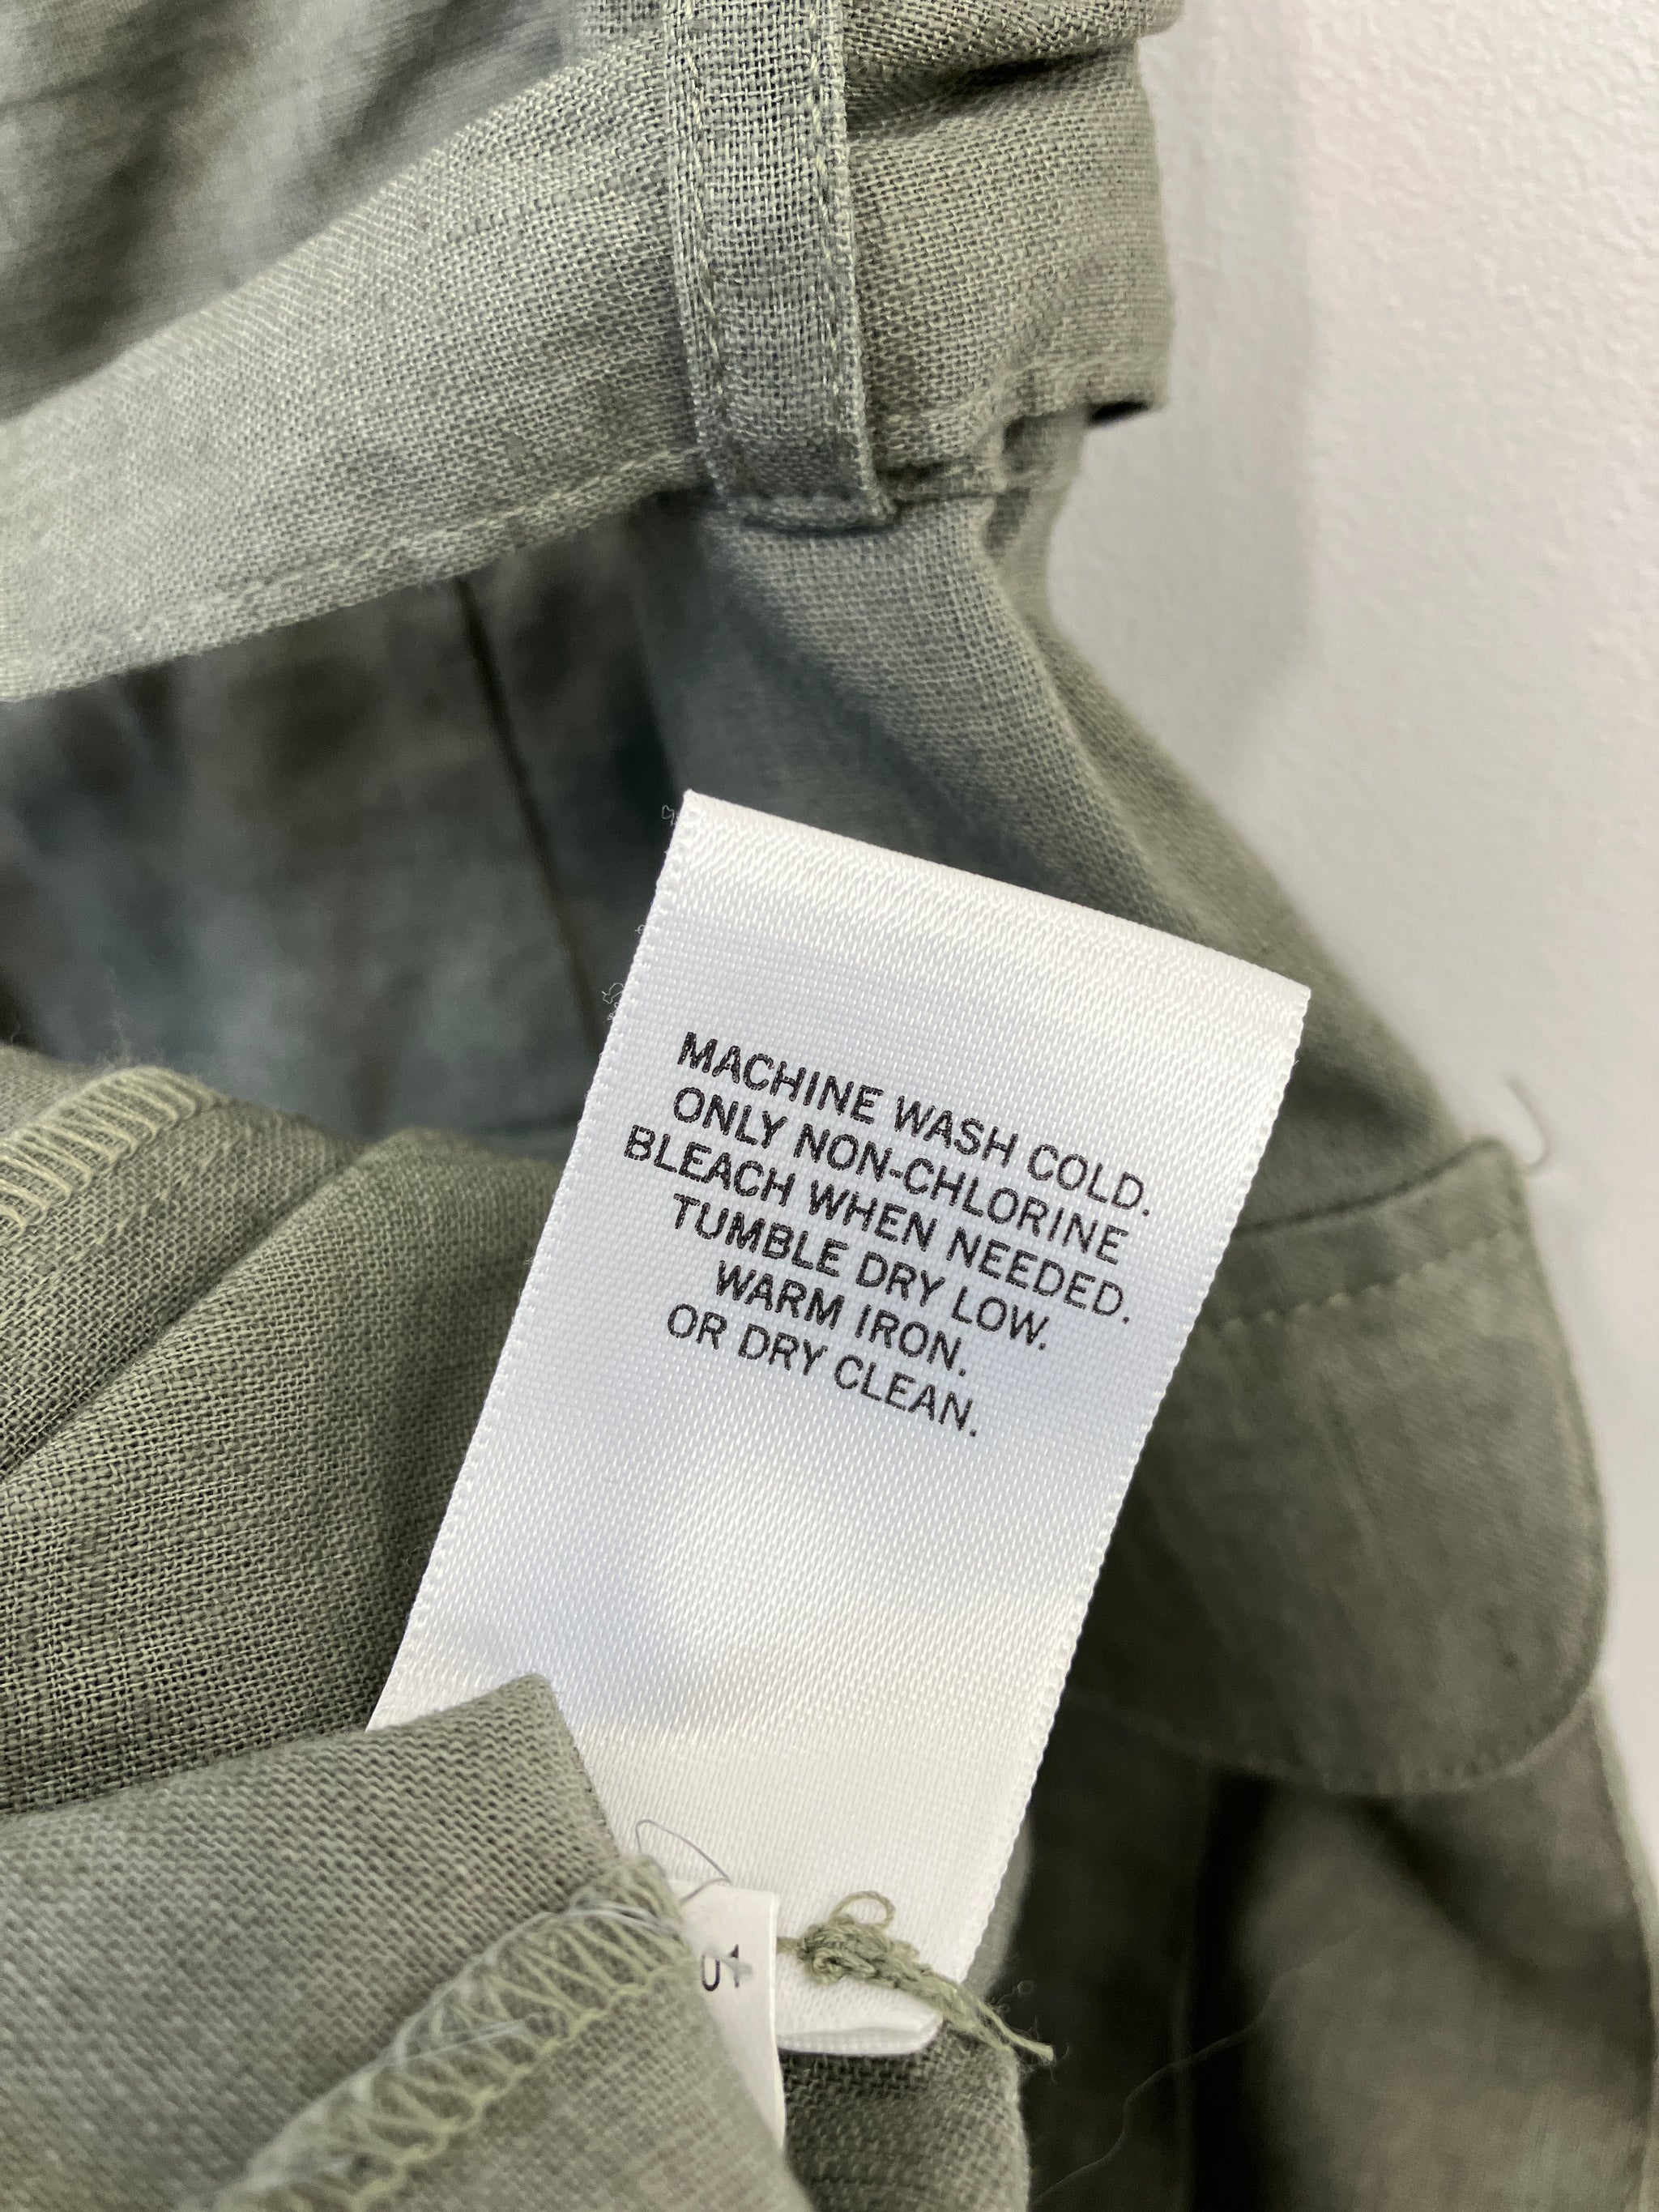 MACHINE WASH COLD.
ONLY NON-CHLORINE
BLEACH WHEN NEEDED.
TUMBLE DRY LOW.
WARM IRON.
OR DRY CLEAN.